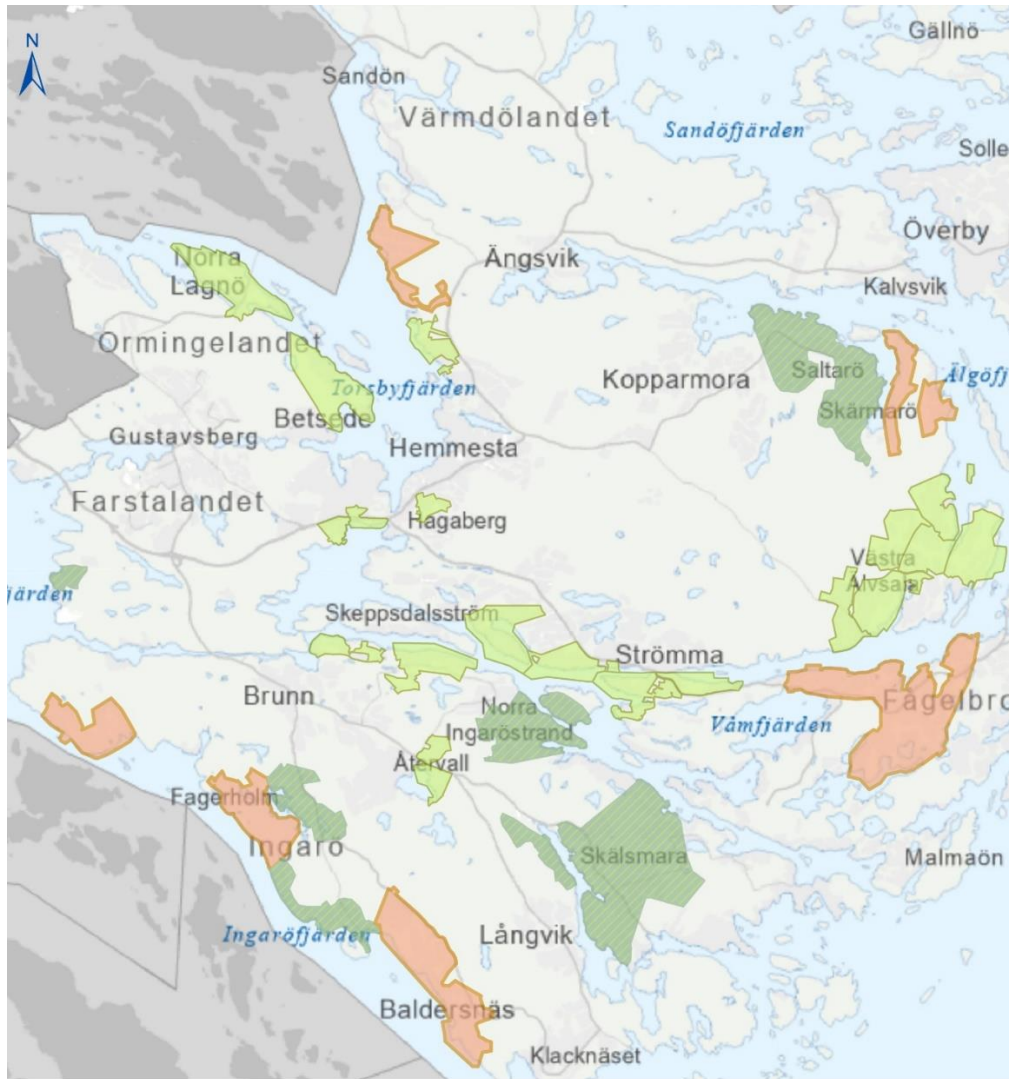 Gällnö
N
Sandön
Värmdölandet
Sandöfjärden
Solle
Överby
Norra
Lagnö
Ängsvik
Kalvsvik
Ormingelandet
Torsbyfjärden
Kopparmora
Saltarö
Älgöfj
Skärmarö
Betsede
Gustavsberg
Hemmesta
Farstalandet
Hagaberg
Västra
Älvsala
järden
Skeppsdalsström
Strömma
Brunn
Norra
Ingaröstrand
Våmfjärden
Fågelbro
Återvall
Fagerholm
Ingarö
Skälsmara
Malmaön
Ingaröfjärden
Långvik
Baldersnäs
Klacknäset